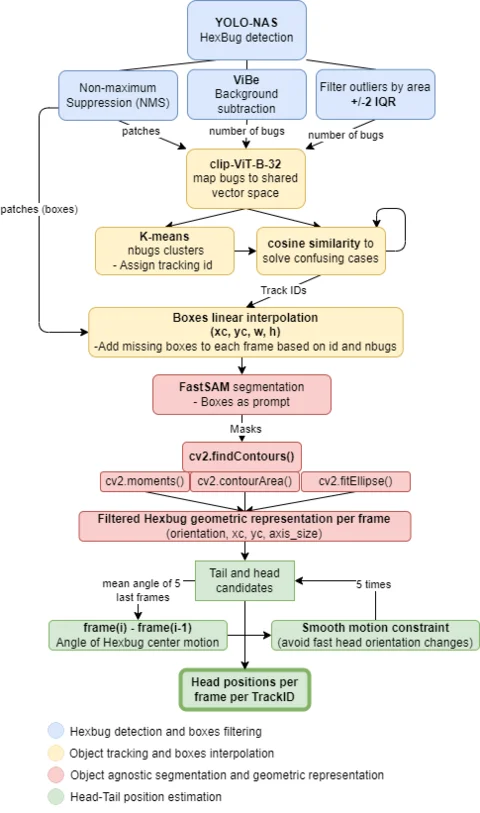 YOLO-NAS
HexBug detection
Non-maximum
Suppression (NMS)
ViBe
Background
subtraction
Filter outliers by area
+/-2 IQR
patches
number of bugs
number of bugs
clip-ViT-B-32
map bugs to shared
vector space
patches (boxes)
K-means
nbugs clusters
- Assign tracking id
cosine similarity to
solve confusing cases
Track IDs
Boxes linear interpolation
(xc, yc, w, h)
-Add missing boxes to each frame based on id and nbugs
FastSAM segmentation
- Boxes as prompt
Masks
cv2.findContours()
cv2.moments()
cv2.contourArea()
cv2.fitEllipse()
Filtered Hexbug geometric representation per frame
(orientation, xc, yc, axis_size)
Tail and head
candidates
mean angle of 5
last frames
5 times
frame(i) - frame(i-1)
Angle of Hexbug center motion
Smooth motion constraint
(avoid fast head orientation changes)
Head positions per
frame per TrackID
Hexbug detection and boxes filtering
Object tracking and boxes interpolation
Object agnostic segmentation and geometric representation
Head-Tail position estimation